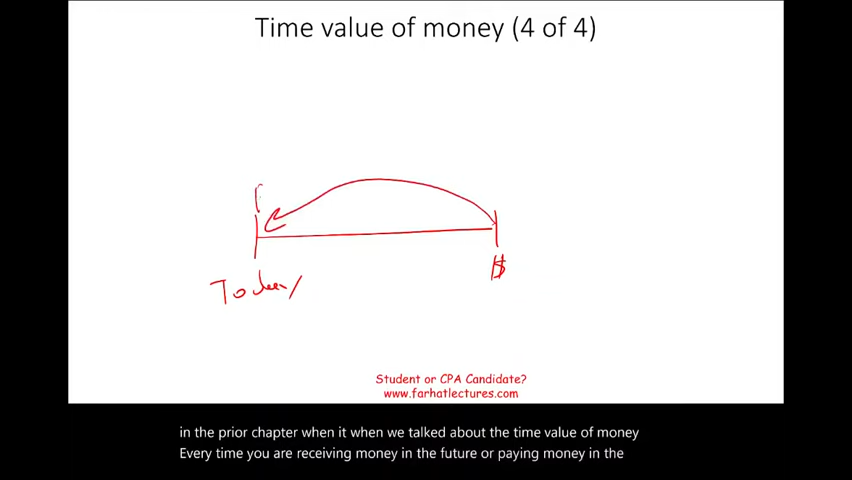 Time value of money (4 of 4)
Today
$
Student or CPA Candidate?
www.farhatlectures.com
in the prior chapter when it when we talked about the time value of money
Every time you are receiving money in the future or paying money in the